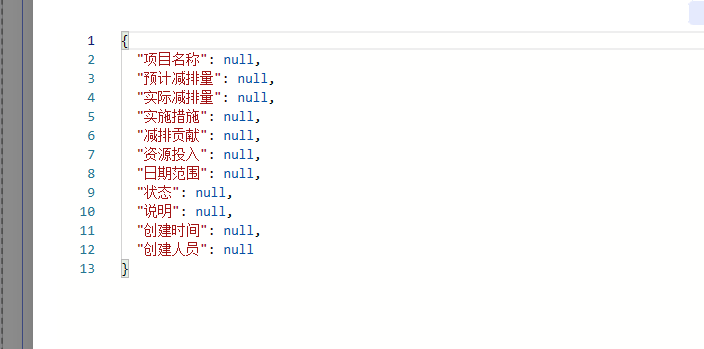 1 {
2 "项目名称": null,
3 "预计减排量": null,
4 "实际减排量": null,
5 "实施措施": null,
6 "减排贡献": null,
7 "资源投入": null,
8 "日期范围": null,
9 "状态": null,
10 "说明": null,
11 "创建时间": null,
12 "创建人员": null
13 }